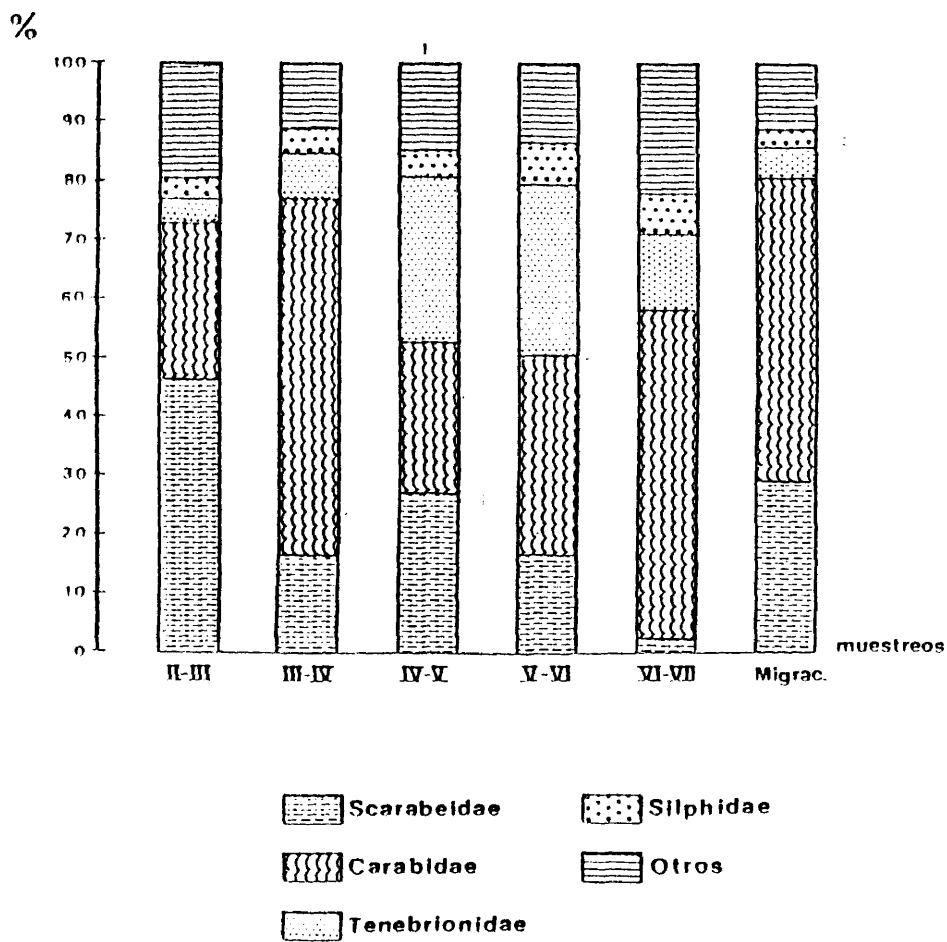 %
100
90
80
70
60
50
40
30
20
10
0
muestreos
II-III III-IV IV-V V-VI VI-VII Migrac.
Scarabeidae Silphidae
Carabidae Otros
Tenebrionidae